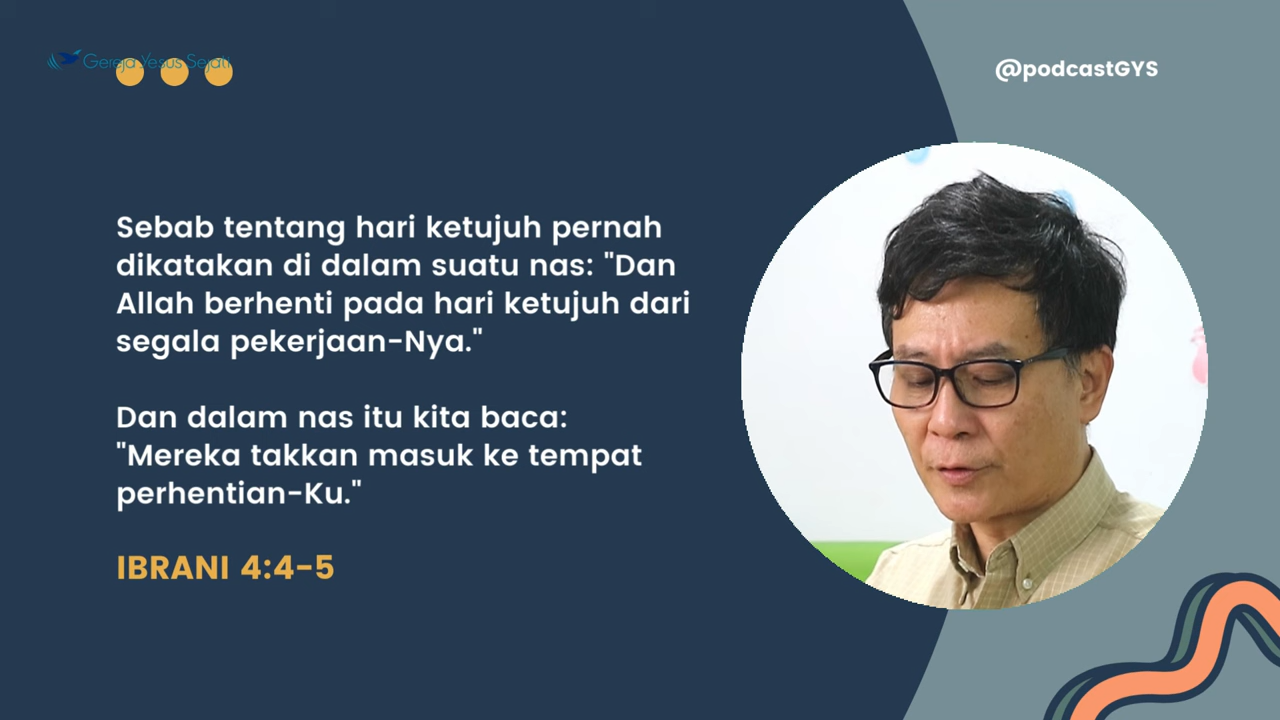 Gereja Yesus Sejati
@podcastGYS
Sebab tentang hari ketujuh pernah
dikatakan di dalam suatu nas: "Dan
Allah berhenti pada hari ketujuh dari
segala pekerjaan-Nya."
Dan dalam nas itu kita baca:
"Mereka takkan masuk ke tempat
perhentian-Ku."
IBRANI 4:4-5